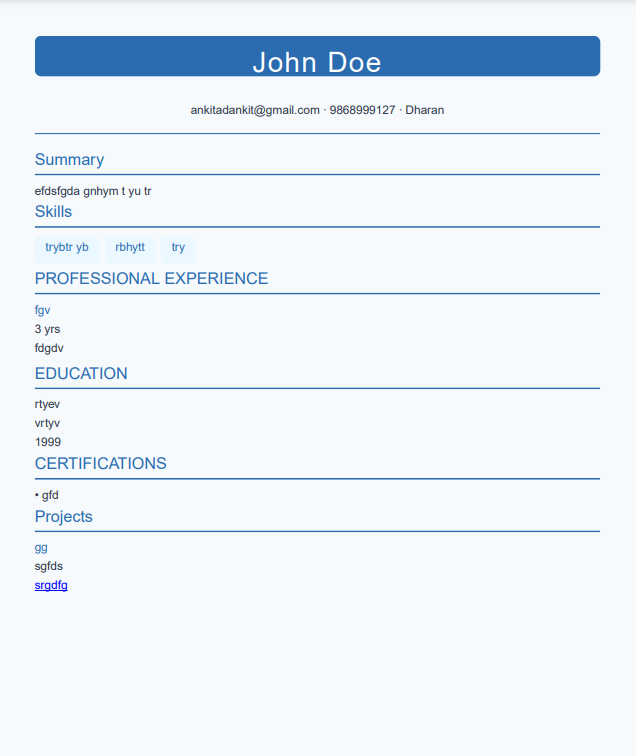 John Doe
ankitadankit@gmail.com · 9868999127 · Dharan
Summary
efdsfgda gnhym t yu tr
Skills
trybtr yb rbhytt try
PROFESSIONAL EXPERIENCE
fgv
3 yrs
fdgdv
EDUCATION
rtyev
vrtyv
1999
CERTIFICATIONS
• gfd
Projects
gg
sgfds
srgdfg